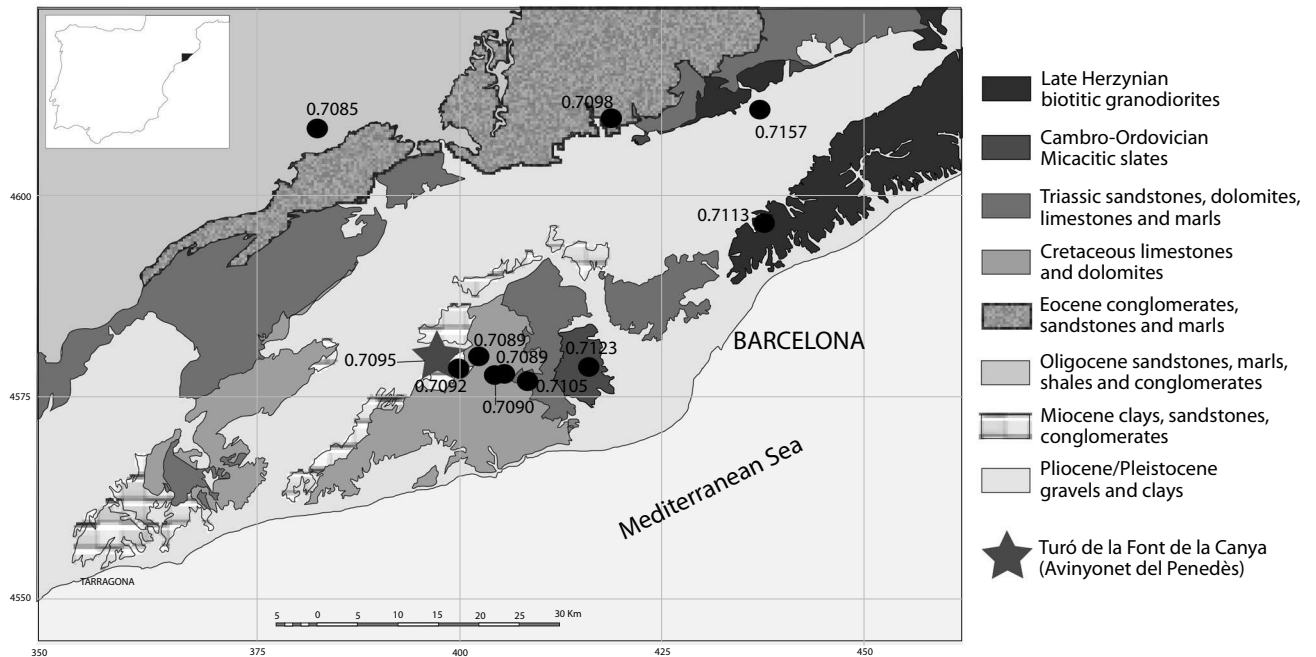 0.7085
0.7098
0.7157
4600
0.7113
0.7089
0.7089
0.7123
0.7095
0.7092
0.7105
0.7090
4575
4550
BARCELONA
Mediterranean Sea
TARRAGONA
5 0 5 10 15 20 25 30 Km
350 375 400 425 450
Late Herzynian
biotitic granodiorites
Cambro-Ordovician
Micacitic slates
Triassic sandstones, dolomites,
limestones and marls
Cretaceous limestones
and dolomites
Eocene conglomerates,
sandstones and marls
Oligocene sandstones, marls,
shales and conglomerates
Miocene clays, sandstones,
conglomerates
Pliocene/Pleistocene
gravels and clays
Turó de la Font de la Canya
(Avinyonet del Penedès)